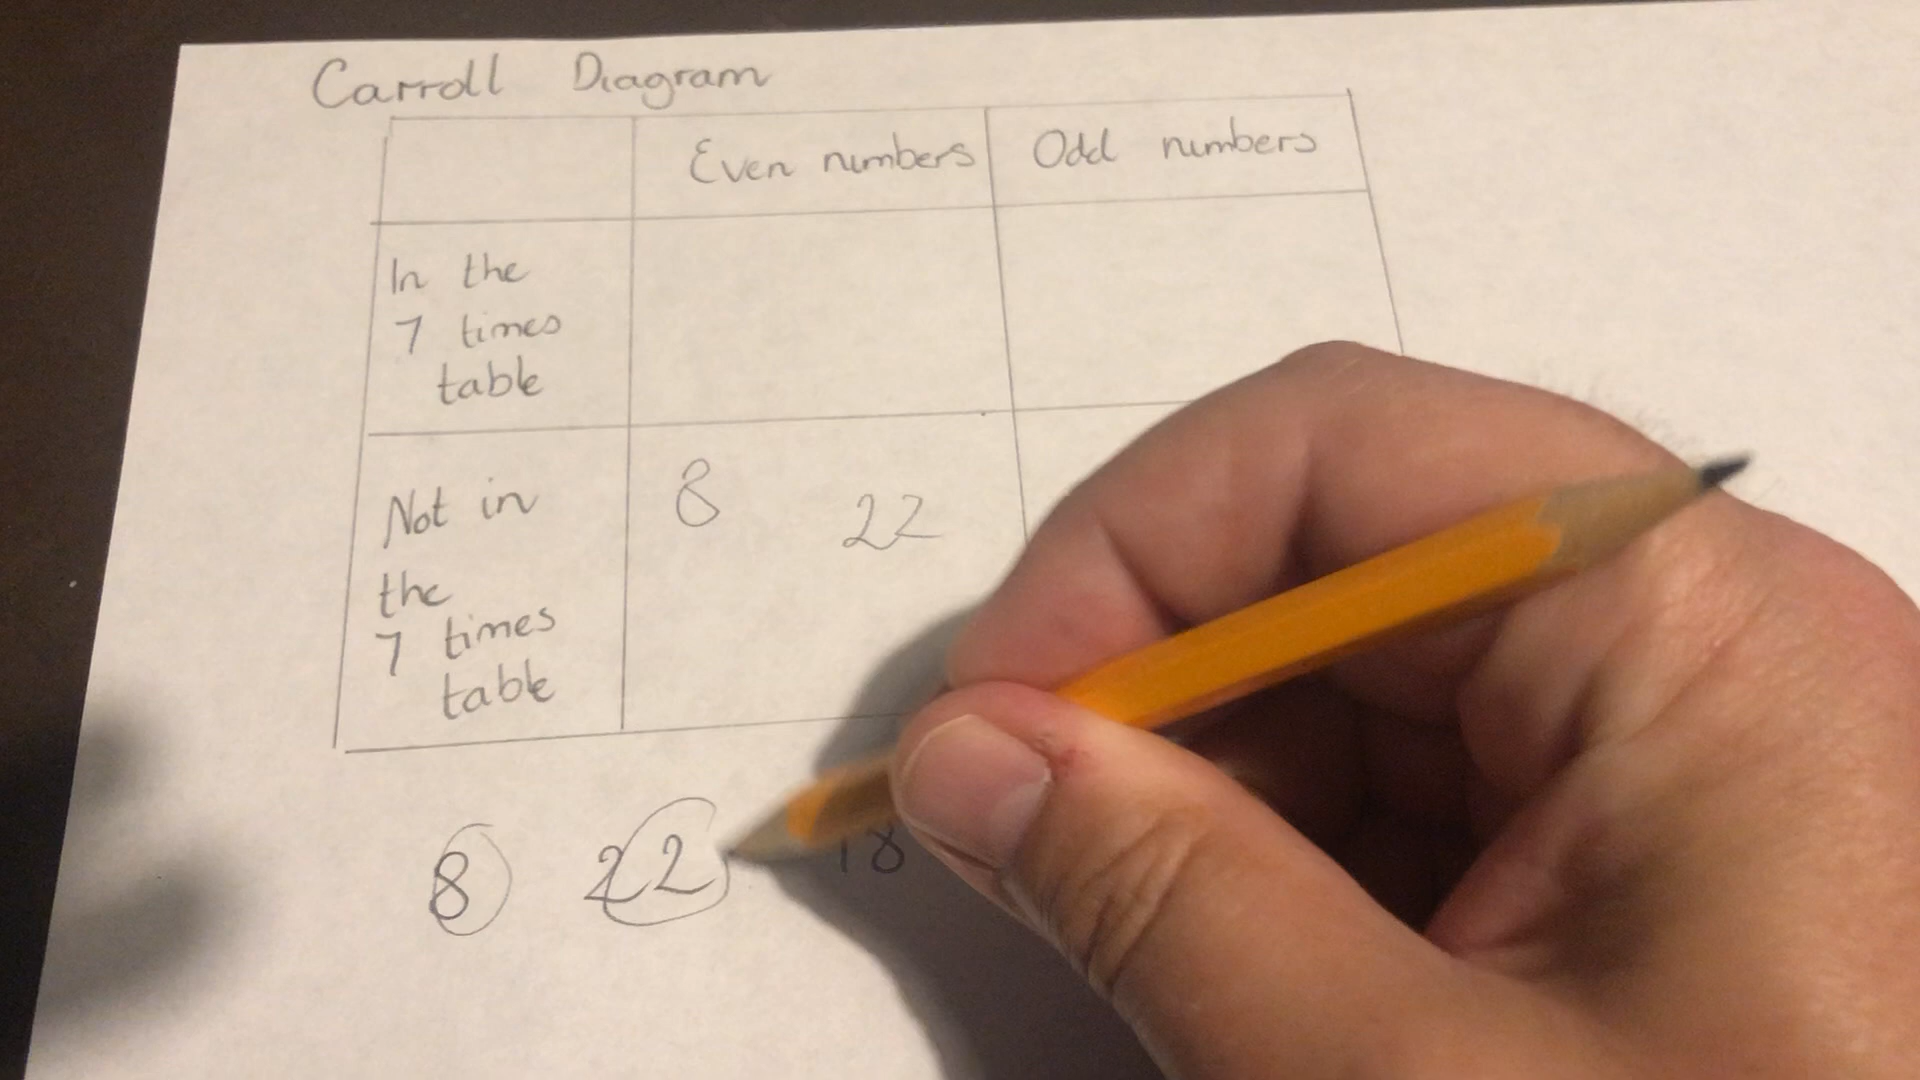 Carroll Diagram
Even numbers
Odd numbers
In the
7 times
table
Not in
the
7 times
table
8 22
8 22 18